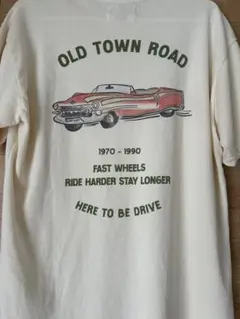 OLD TOWN ROAD
1970 - 1990
FAST WHEELS
RIDE HARDER STAY LONGER
HERE TO BE DRIVE